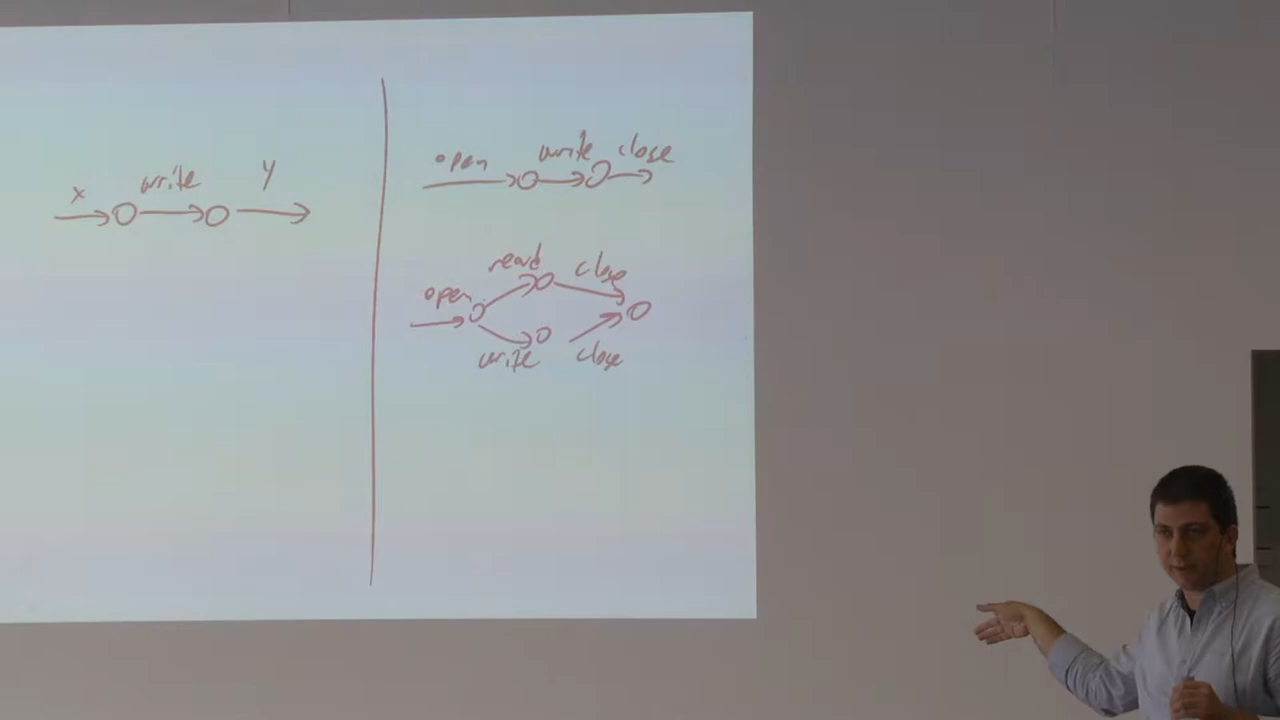 x write y
open write close
read close
open
write close